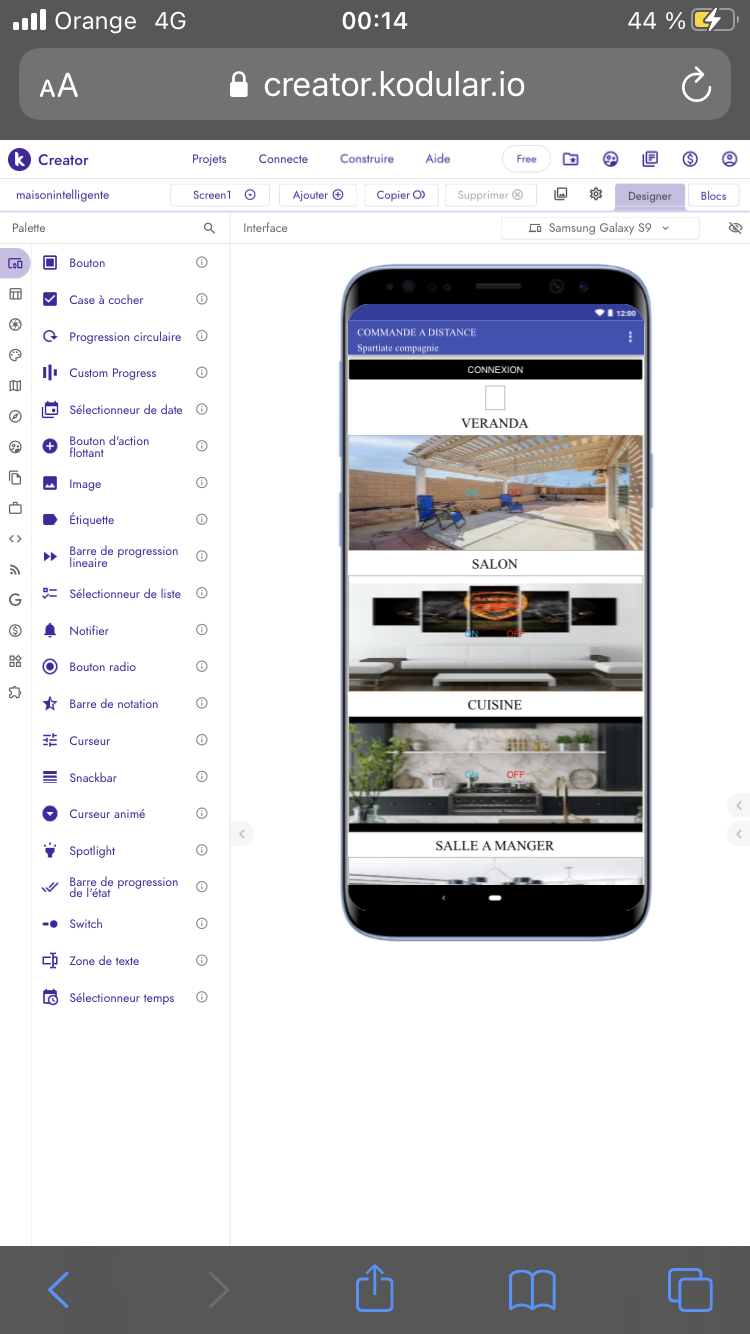 Orange 4G
00:14
44 %
AA
creator.kodular.io
Creator
Projets
Connecte
Construire
Aide
Free
maisonintelligente
Screen1
Ajouter
Copier
Supprimer
Designer
Blocs
Palette
Interface
Samsung Galaxy S9
Bouton
Case à cocher
Progression circulaire
Custom Progress
Sélectionneur de date
Bouton d'action
flottant
Image
Étiquette
Barre de progression
lineaire
Sélectionneur de liste
Notifier
Bouton radio
Barre de notation
Curseur
Snackbar
Curseur animé
Spotlight
Barre de progression
de l'état
Switch
Zone de texte
Sélectionneur temps
12:00
COMMANDE A DISTANCE
Spartiate compagnie
CONNEXION
VERANDA
ON OFF
SALON
ON OFF
CUISINE
ON OFF
SALLE A MANGER